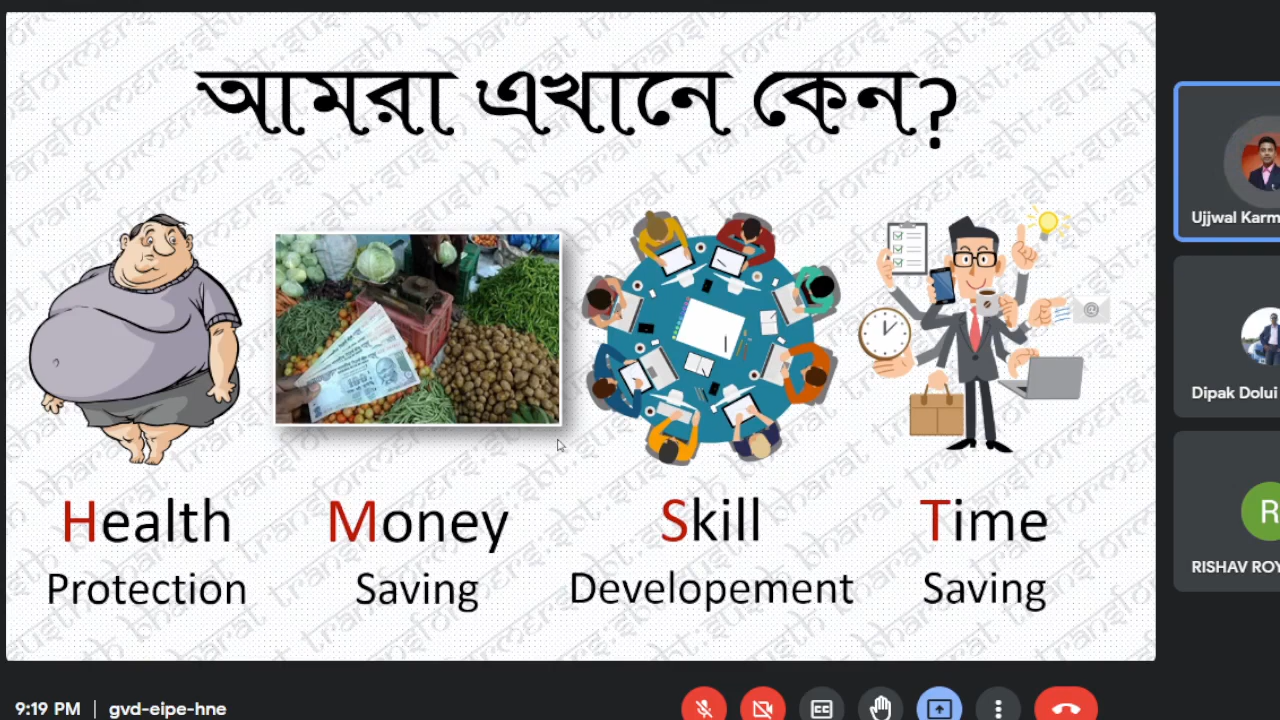 আমরা এখানে কেন?
Health
Protection
Money
Saving
Skill
Developement
Time
Saving
Ujjwal Karm
Dipak Dolui
R
RISHAV ROY
9:19 PM | gvd-eipe-hne